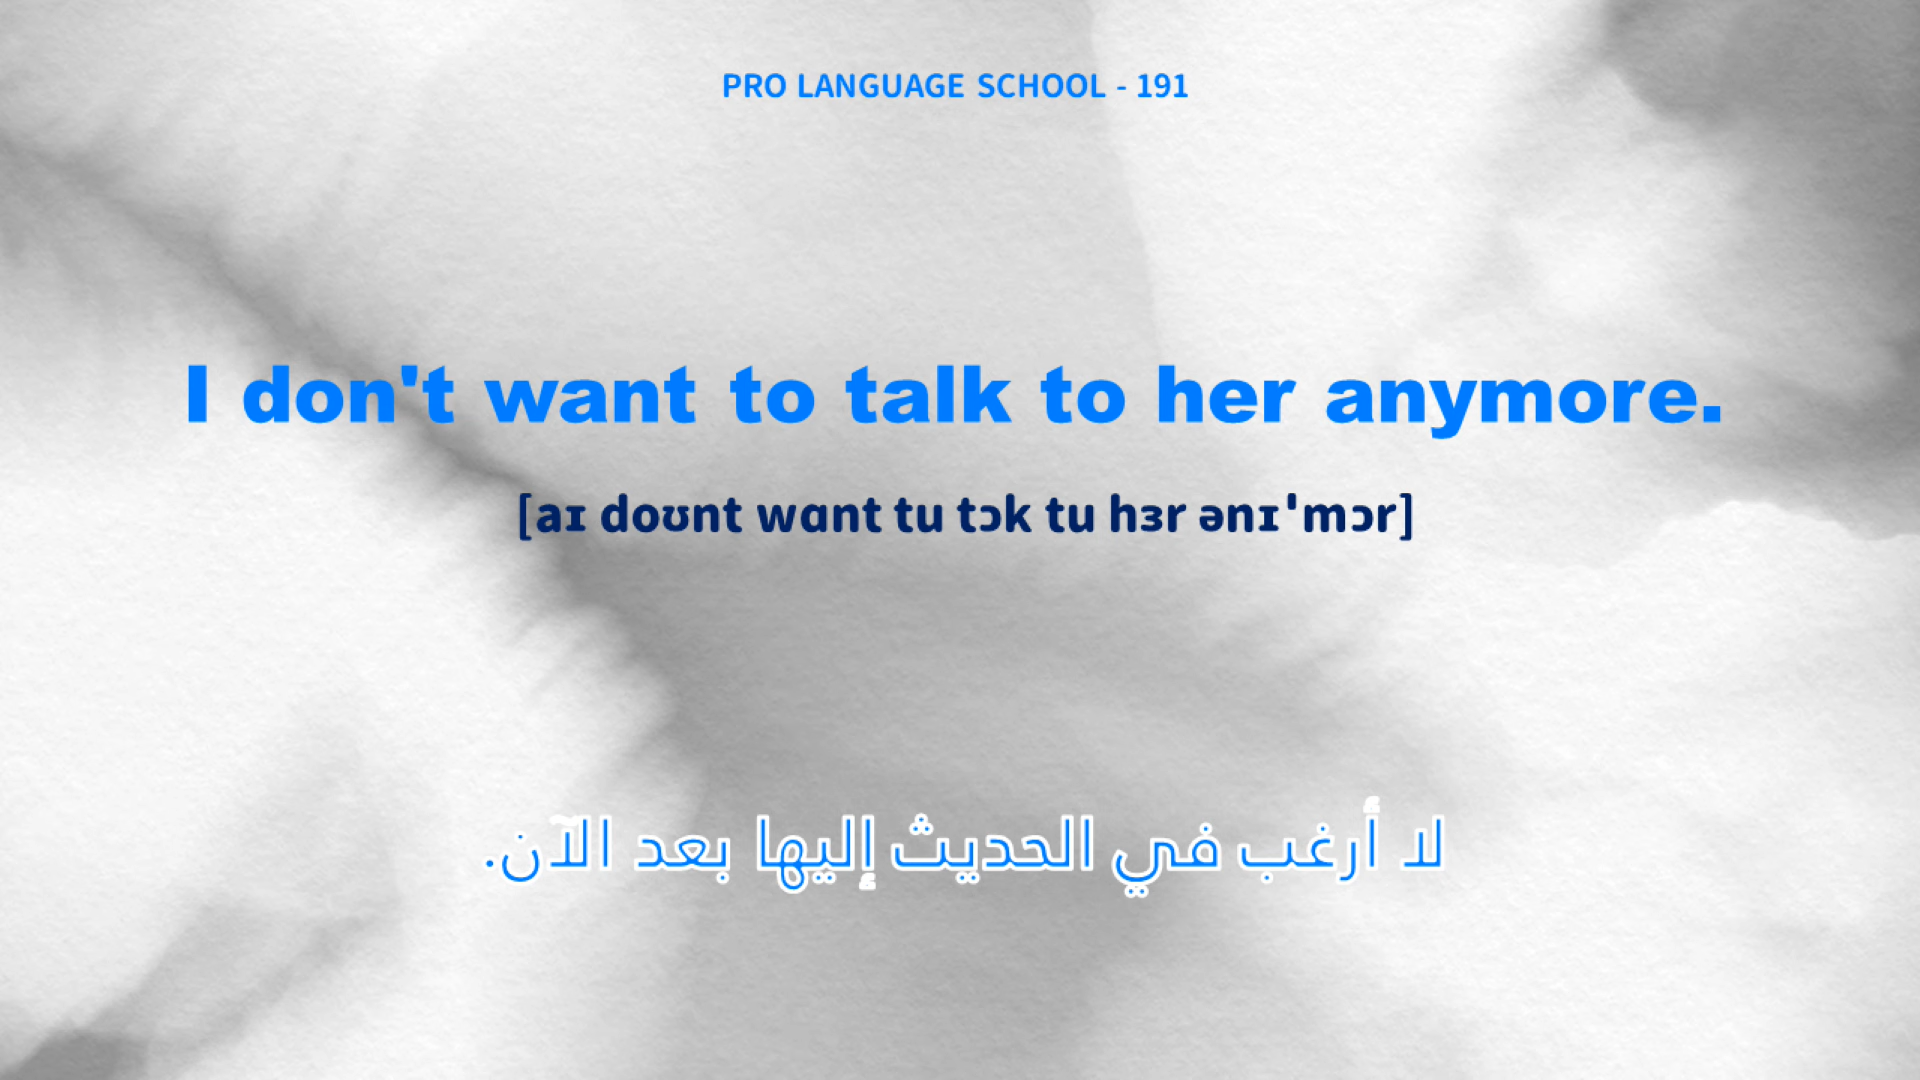 PRO LANGUAGE SCHOOL - 191
I don't want to talk to her anymore.
[aɪ doʊnt wɑnt tu tɔk tu hɜr ənɪˈmɔr]
لا أرغب في الحديث إليها بعد الآن.